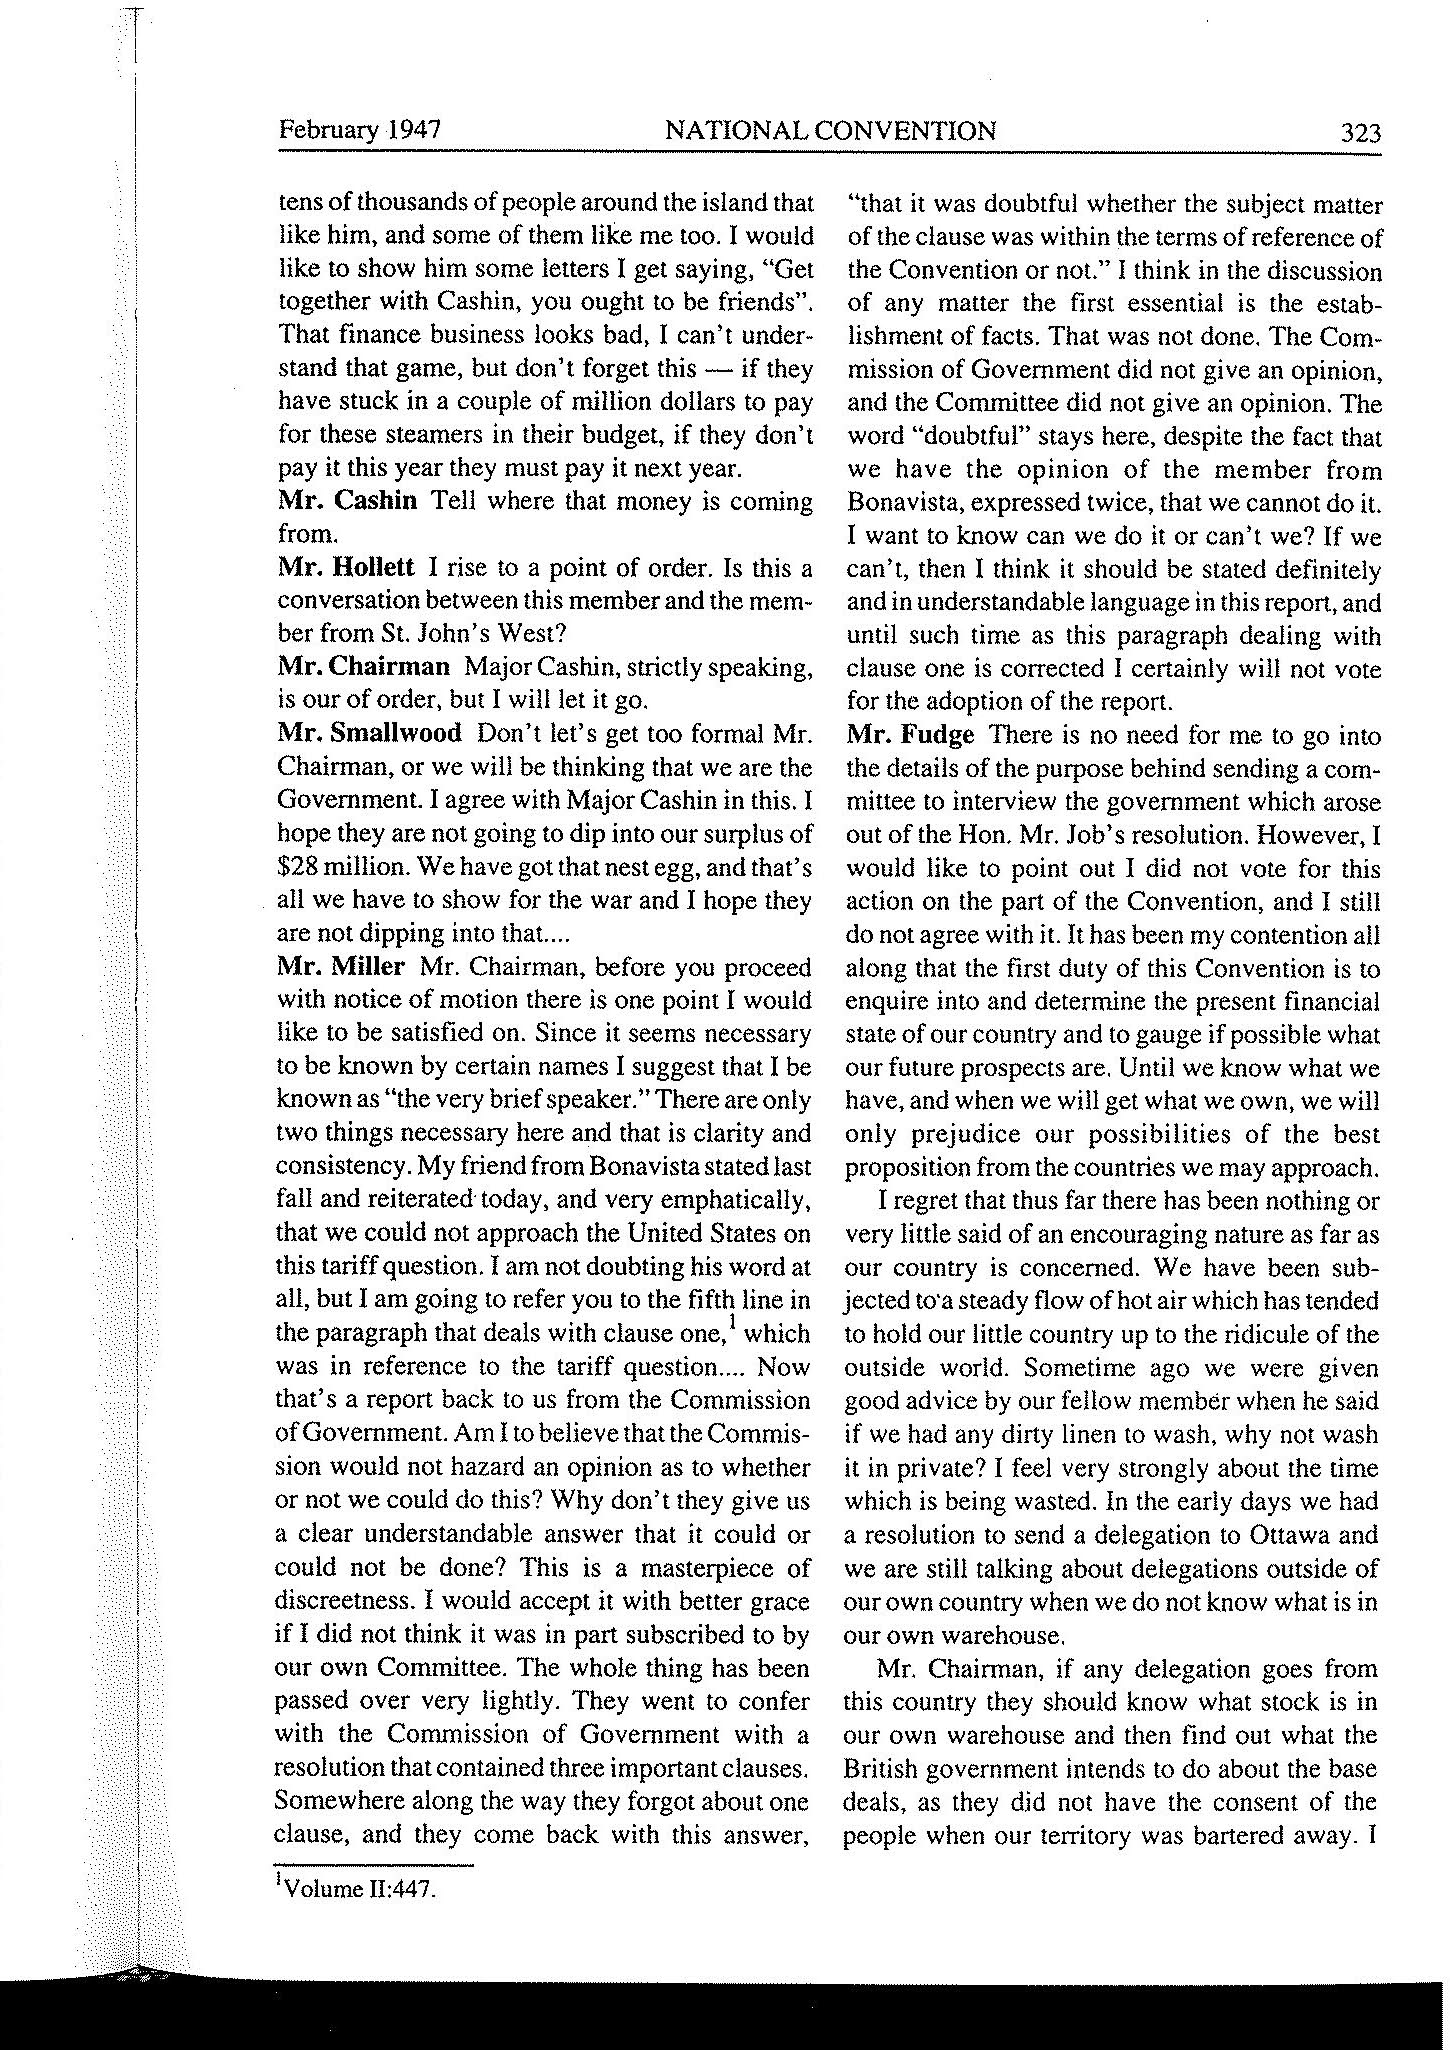 February 1947 NATIONAL CONVENTION 323
tens of thousands of people around the island that
like him, and some of them like me too. I would
like to show him some letters I get saying, “Get
together with Cashin, you ought to be friends”.
That finance business looks bad, I can't under-
stand that game, but don't forget this — if they
have stuck in a couple of million dollars to pay
for these steamers in their budget, if they don't
pay it this year they must pay it next year.
Mr. Cashin Tell where that money is coming
from.
Mr. Hollett I rise to a point of order. Is this a
conversation between this member and the mem-
ber from St. John's West?
Mr. Chairman Major Cashin, strictly speaking,
is our of order, but I will let it go.
Mr. Smallwood Don't let's get too formal Mr.
Chairman, or we will be thinking that we are the
Government. I agree with Major Cashin in this. I
hope they are not going to dip into our surplus of
$28 million. We have got that nest egg, and that's
all we have to show for the war and I hope they
are not dipping into that....
Mr. Miller Mr. Chairman, before you proceed
with notice of motion there is one point I would
like to be satisfied on. Since it seems necessary
to be known by certain names I suggest that I be
known as “the very brief speaker.” There are only
two things necessary here and that is clarity and
consistency. My friend from Bonavista stated last
fall and reiterated today, and very emphatically,
that we could not approach the United States on
this tariff question. I am not doubting his word at
all, but I am going to refer you to the fifth line in
the paragraph that deals with clause one,1 which
was in reference to the tariff question.... Now
that's a report back to us from the Commission
of Government. Am I to believe that the Commis-
sion would not hazard an opinion as to whether
or not we could do this? Why don't they give us
a clear understandable answer that it could or
could not be done? This is a masterpiece of
discreetness. I would accept it with better grace
if I did not think it was in part subscribed to by
our own Committee. The whole thing has been
passed over very lightly. They went to confer
with the Commission of Government with a
resolution that contained three important clauses.
Somewhere along the way they forgot about one
clause, and they come back with this answer,
1Volume II:447.
“that it was doubtful whether the subject matter
of the clause was within the terms of reference of
the Convention or not.” I think in the discussion
of any matter the first essential is the estab-
lishment of facts. That was not done. The Com-
mission of Government did not give an opinion,
and the Committee did not give an opinion. The
word “doubtful” stays here, despite the fact that
we have the opinion of the member from
Bonavista, expressed twice, that we cannot do it.
I want to know can we do it or can't we? If we
can't, then I think it should be stated definitely
and in understandable language in this report, and
until such time as this paragraph dealing with
clause one is corrected I certainly will not vote
for the adoption of the report.
Mr. Fudge There is no need for me to go into
the details of the purpose behind sending a com-
mittee to interview the government which arose
out of the Hon. Mr. Job's resolution. However, I
would like to point out I did not vote for this
action on the part of the Convention, and I still
do not agree with it. It has been my contention all
along that the first duty of this Convention is to
enquire into and determine the present financial
state of our country and to gauge if possible what
our future prospects are. Until we know what we
have, and when we will get what we own, we will
only prejudice our possibilities of the best
proposition from the countries we may approach.
I regret that thus far there has been nothing or
very little said of an encouraging nature as far as
our country is concerned. We have been sub-
jected to a steady flow of hot air which has tended
to hold our little country up to the ridicule of the
outside world. Sometime ago we were given
good advice by our fellow member when he said
if we had any dirty linen to wash, why not wash
it in private? I feel very strongly about the time
which is being wasted. In the early days we had
a resolution to send a delegation to Ottawa and
we are still talking about delegations outside of
our own country when we do not know what is in
our own warehouse.
Mr. Chairman, if any delegation goes from
this country they should know what stock is in
our own warehouse and then find out what the
British government intends to do about the base
deals, as they did not have the consent of the
people when our territory was bartered away. I